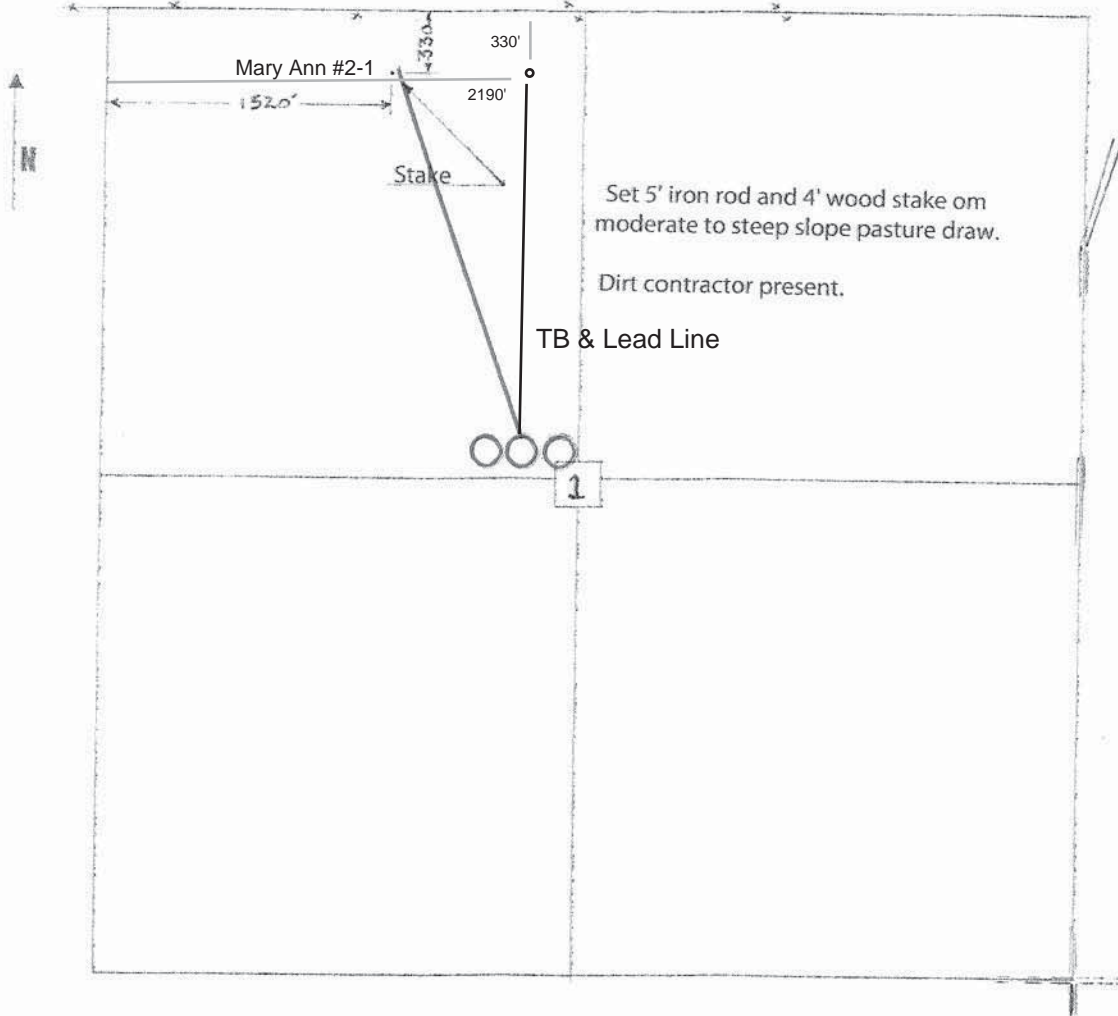 330'
330'
Mary Ann #2-1
2190'
1520'
N
Stake
Set 5' iron rod and 4' wood stake om
moderate to steep slope pasture draw.
Dirt contractor present.
TB & Lead Line
1